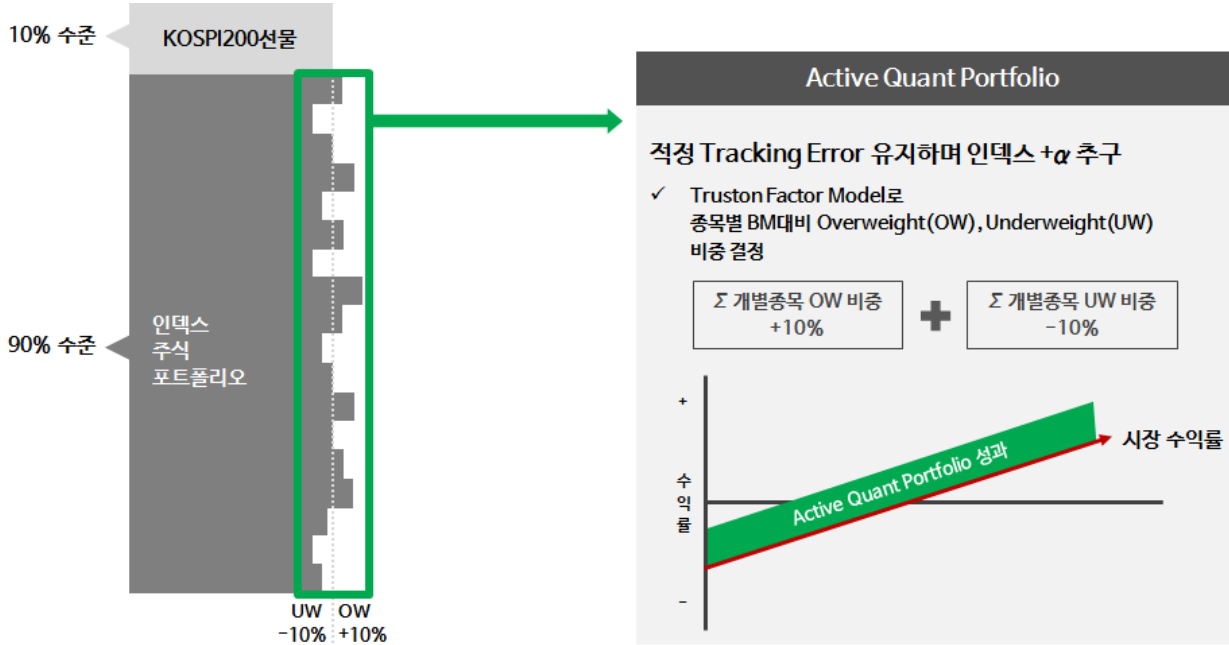 10% 수준
KOSPI200선물
90% 수준
인덱스
주식
포트폴리오
UW
-10%
OW
+10%
Active Quant Portfolio
적정 Tracking Error 유지하며 인덱스 +α 추구
✓ Truston Factor Model로
종목별 BM대비 Overweight(OW), Underweight(UW)
비중 결정
Σ 개별종목 OW 비중
+10%
+
Σ 개별종목 UW 비중
-10%
+
수
익
률
-
Active Quant Portfolio 성과
시장 수익률